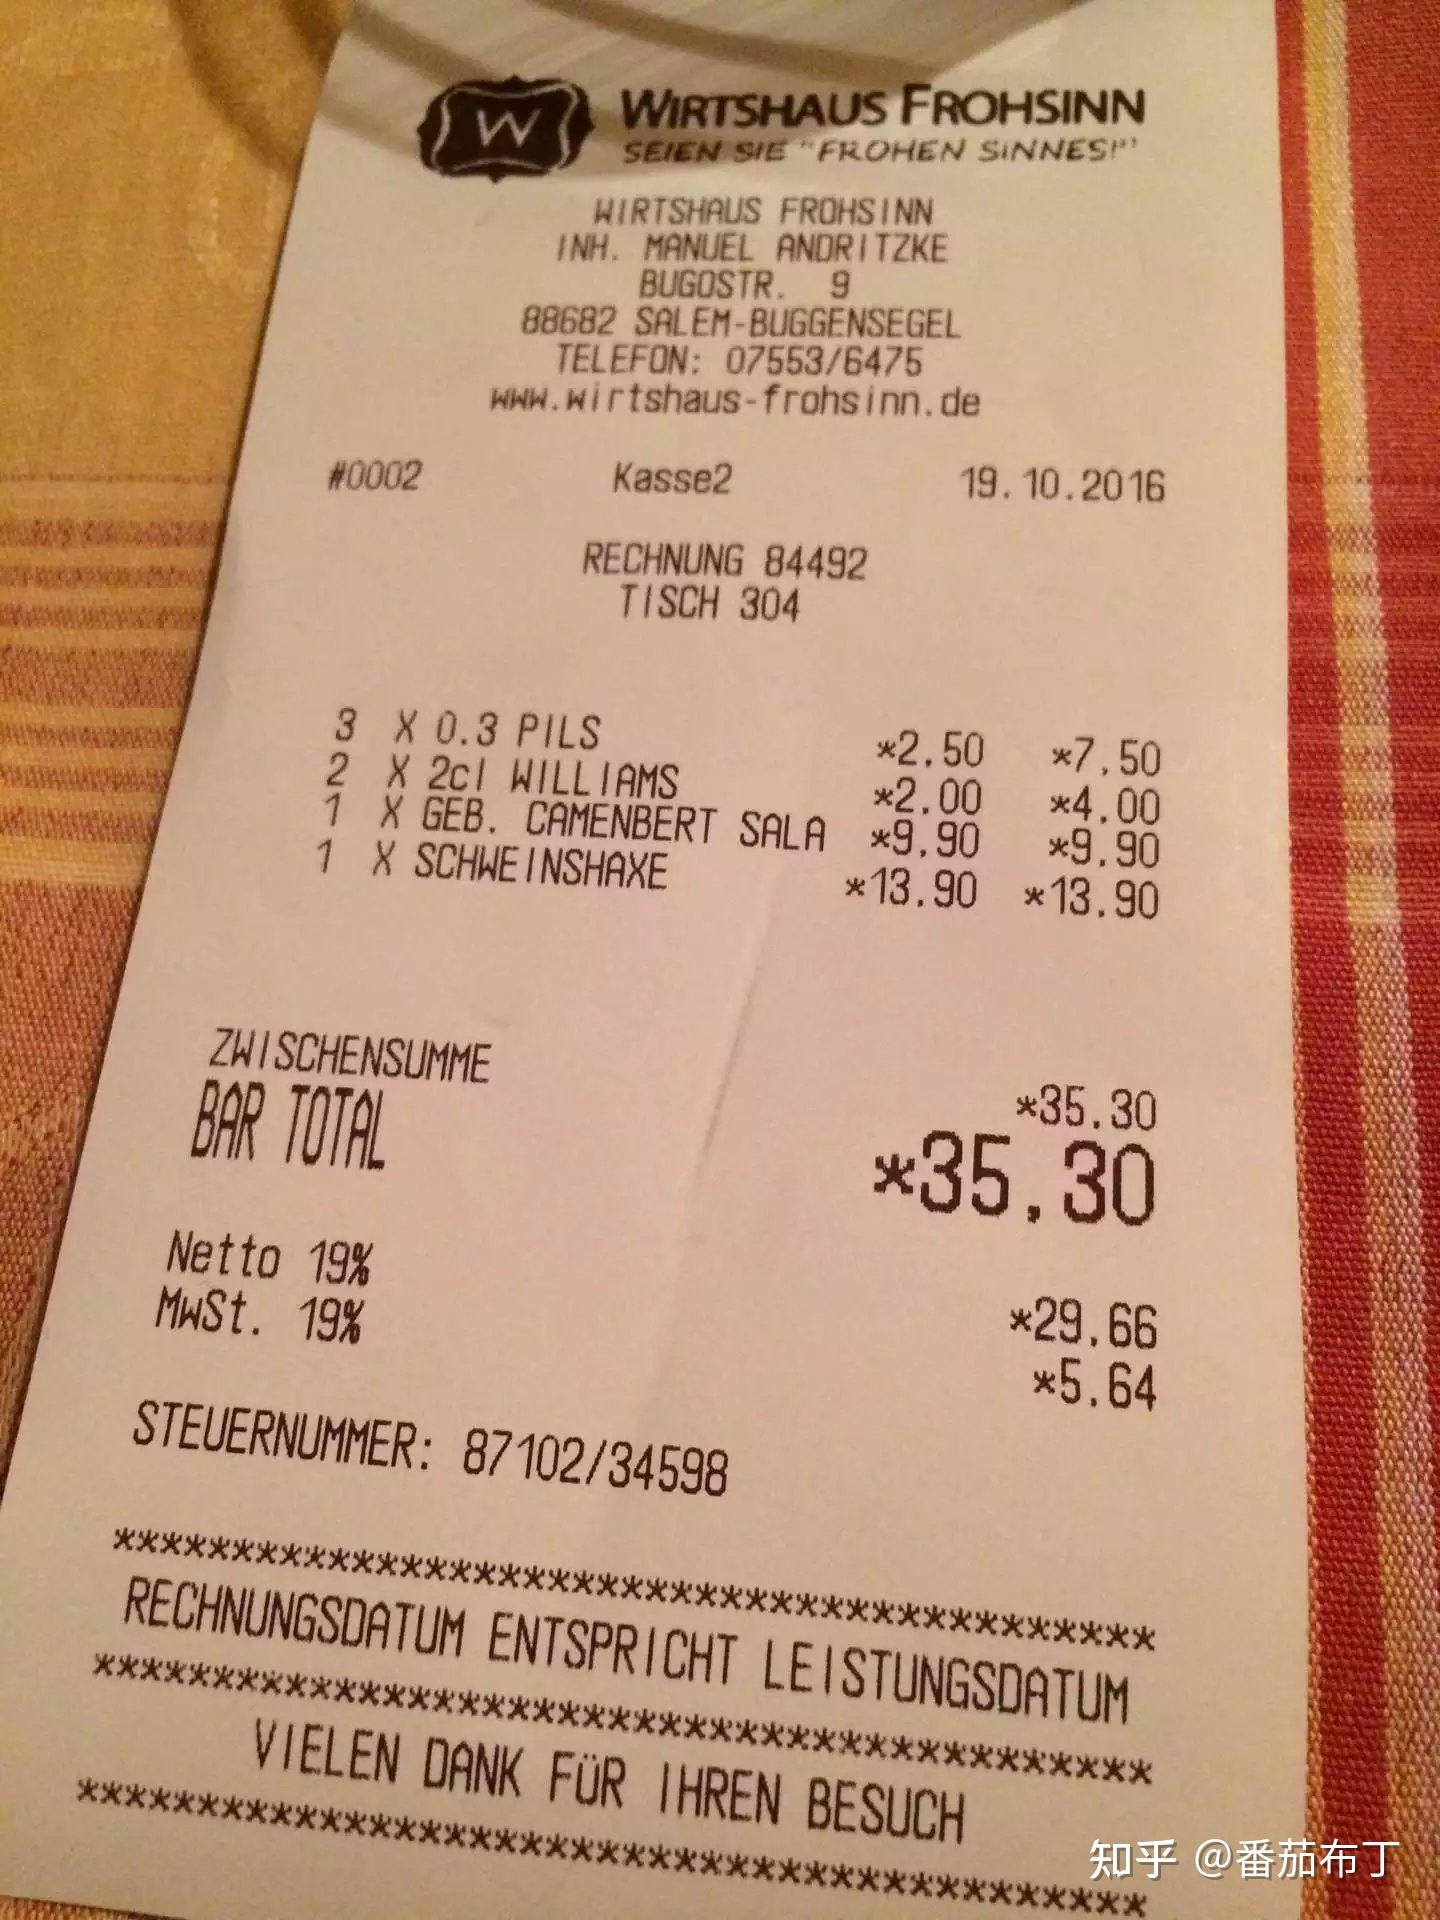 W
WIRTSHAUS FROHSINN
SEIEN SIE "FROHEN SINNES!"
WIRTSHAUS FROHSINN
INH. MANUEL ANDRITZKE
BUGOSTR. 9
88682 SALEM-BUGGENSEGEL
TELEFON: 07553/6475
www.wirtshaus-frohsinn.de
#0002 Kasse2 19.10.2016
RECHNUNG 84492
TISCH 304
3 X 0.3 PILS *2.50 *7.50
2 X 2cl WILLIAMS *2.00 *4.00
1 X GEB. CAMENBERT SALA *9.90 *9.90
1 X SCHWEINSHAXE *13.90 *13.90
ZWISCHENSUMME *35.30
BAR TOTAL *35.30
Netto 19% *29.66
MwSt. 19% *5.64
STEUERNUMMER: 87102/34598
*******************************************
RECHNUNGSDATUM ENTSPRICHT LEISTUNGSDATUM
*******************************************
VIELEN DANK FÜR IHREN BESUCH
*******************************************
知乎 @番茄布丁